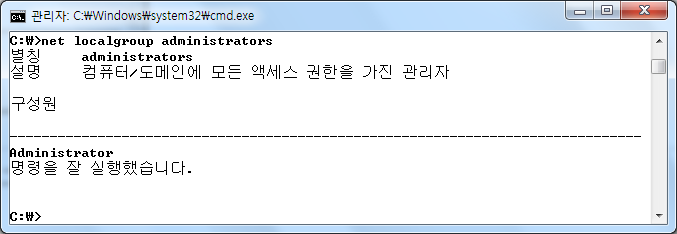 관리자: C:₩Windows₩system32₩cmd.exe
C:₩>net localgroup administrators
별칭 administrators
설명 컴퓨터/도메인에 모든 액세스 권한을 가진 관리자
구성원
-------------------------------------------------------------------------------
Administrator
명령을 잘 실행했습니다.
C:₩>